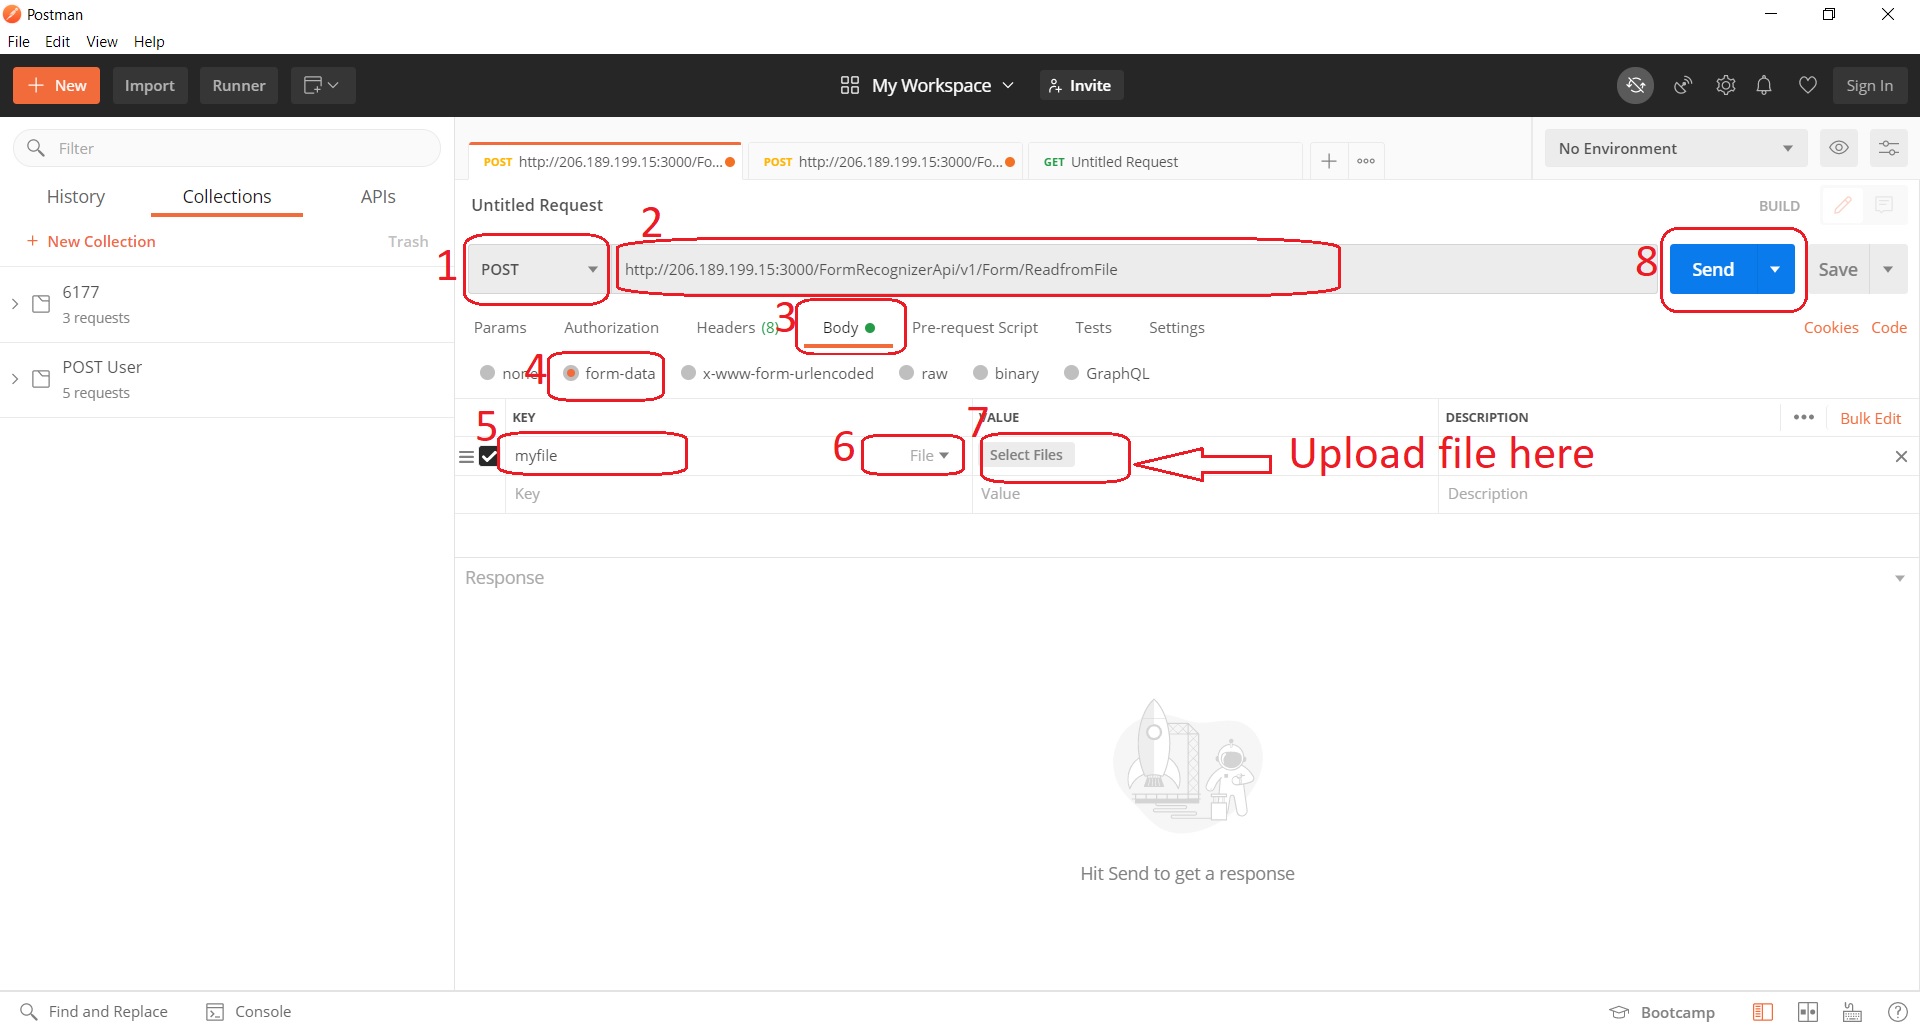 Postman
File Edit View Help
New Import Runner My Workspace Invite Sign In
Filter
History Collections APIs
+ New Collection Trash
6177
3 requests
POST User
5 requests
POST http://206.189.199.15:3000/Fo... POST http://206.189.199.15:3000/Fo... GET Untitled Request
No Environment
Untitled Request
BUILD
2
1 POST http://206.189.199.15:3000/FormRecognizerApi/v1/Form/ReadfromFile 8 Send Save
Params Authorization Headers (8) 3 Body Pre-request Script Tests Settings Cookies Code
none 4 form-data x-www-form-urlencoded raw binary GraphQL
5 KEY 7 VALUE DESCRIPTION Bulk Edit
myfile 6 File Select Files Upload file here
Key Value Description
Response
Hit Send to get a response
Find and Replace Console Bootcamp